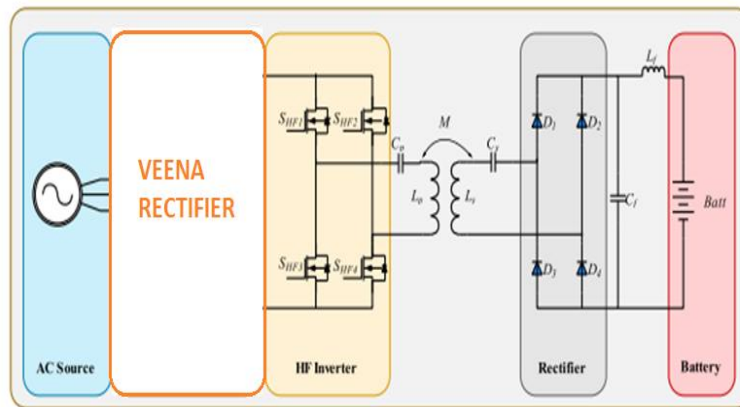 VEENA
RECTIFIER
S_HF1
S_HF2
C_p
M
C_s
L_p
L_s
S_HF3
S_HF4
D_1
D_2
D_3
D_4
C_f
L_f
Batt
AC Source
HF Inverter
Rectifier
Battery